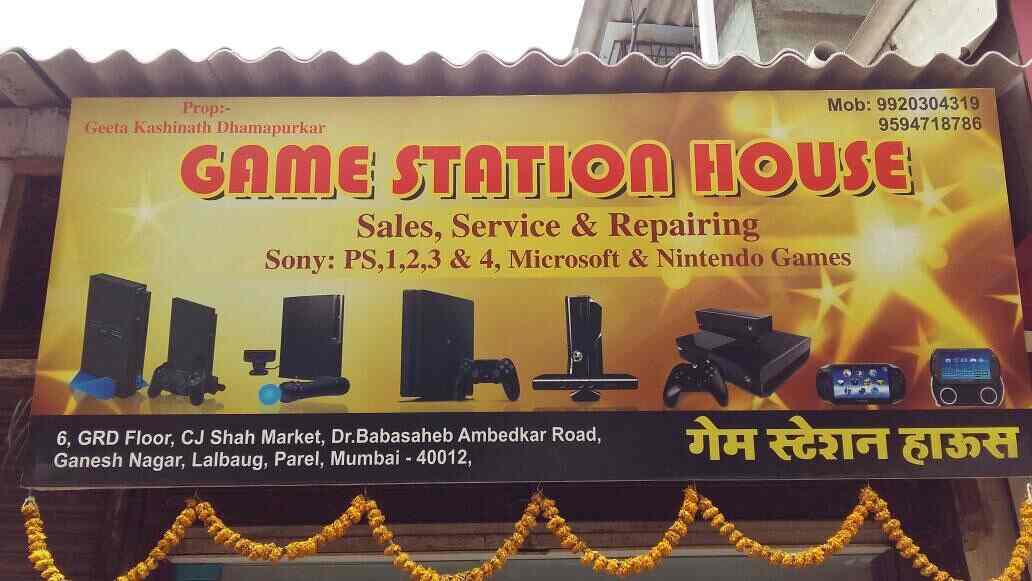 Prop:-
Geeta Kashinath Dhamapurkar
Mob: 9920304319
9594718786
GAME STATION HOUSE
Sales, Service & Repairing
Sony: PS,1,2,3 & 4, Microsoft & Nintendo Games
6, GRD Floor, CJ Shah Market, Dr.Babasaheb Ambedkar Road,
Ganesh Nagar, Lalbaug, Parel, Mumbai - 40012,
गेम स्टेशन हाऊस